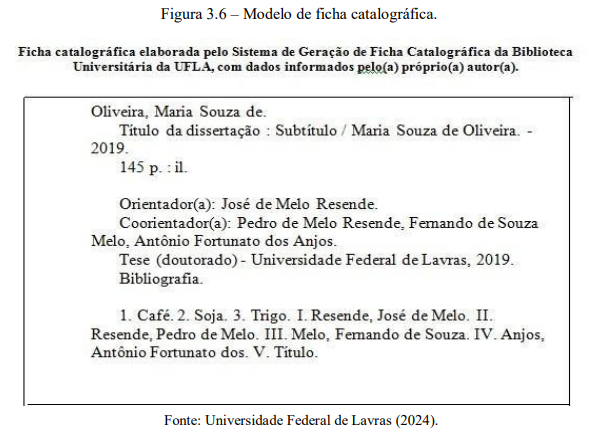 Figura 3.6 – Modelo de ficha catalográfica.
Ficha catalográfica elaborada pelo Sistema de Geração de Ficha Catalográfica da Biblioteca
Universitária da UFLA, com dados informados pelo(a) próprio(a) autor(a).
Oliveira, Maria Souza de.
Título da dissertação : Subtítulo / Maria Souza de Oliveira. -
2019.
145 p. : il.
Orientador(a): José de Melo Resende.
Coorientador(a): Pedro de Melo Resende, Fernando de Souza
Melo, Antônio Fortunato dos Anjos.
Tese (doutorado) - Universidade Federal de Lavras, 2019.
Bibliografia.
1. Café. 2. Soja. 3. Trigo. I. Resende, José de Melo. II.
Resende, Pedro de Melo. III. Melo, Fernando de Souza. IV. Anjos,
Antônio Fortunato dos. V. Título.
Fonte: Universidade Federal de Lavras (2024).